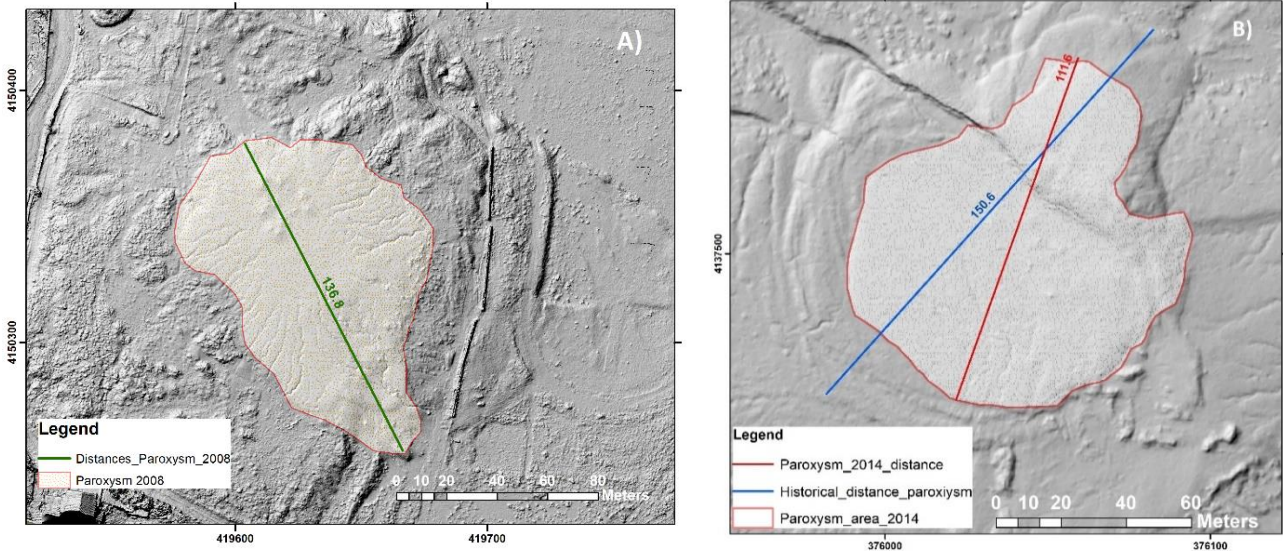 A)
4150400
4150300
136.8
Legend
Distances_Paroxysm_2008
Paroxysm 2008
0 10 20 40 60 80
Meters
419600
419700
B)
111.6
150.6
4137500
Legend
Paroxysm_2014_distance
Historical_distance_paroxiysm
Paroxysm_area_2014
0 10 20 40 60
Meters
376000
376100